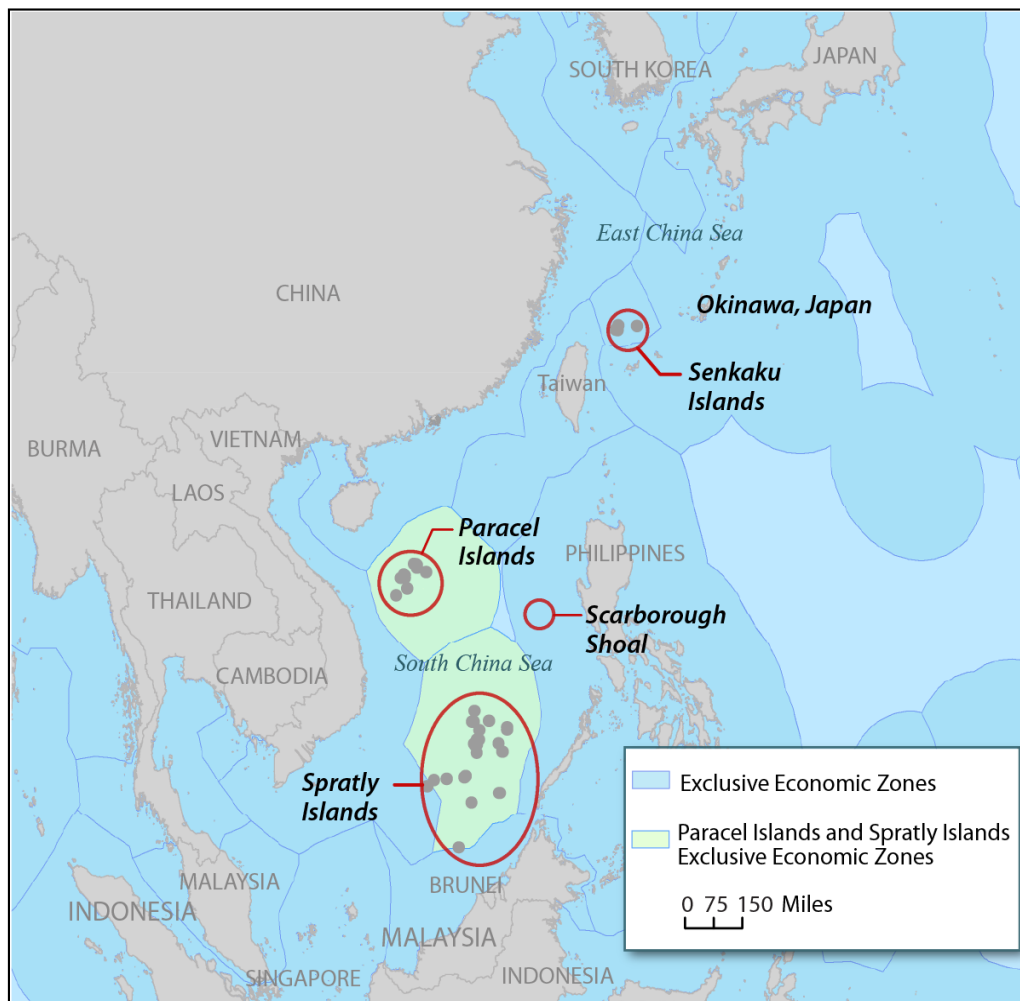 SOUTH KOREA
JAPAN
East China Sea
CHINA
Okinawa, Japan
Senkaku
Islands
Taiwan
BURMA
VIETNAM
LAOS
Paracel
Islands
PHILIPPINES
THAILAND
Scarborough
Shoal
South China Sea
CAMBODIA
Spratly
Islands
Exclusive Economic Zones
Paracel Islands and Spratly Islands
Exclusive Economic Zones
0 75 150 Miles
MALAYSIA
BRUNEI
INDONESIA
MALAYSIA
SINGAPORE
INDONESIA